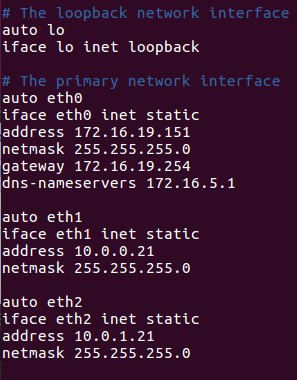 # The loopback network interface
auto lo
iface lo inet loopback
# The primary network interface
auto eth0
iface eth0 inet static
address 172.16.19.151
netmask 255.255.255.0
gateway 172.16.19.254
dns-nameservers 172.16.5.1
auto eth1
iface eth1 inet static
address 10.0.0.21
netmask 255.255.255.0
auto eth2
iface eth2 inet static
address 10.0.1.21
netmask 255.255.255.0